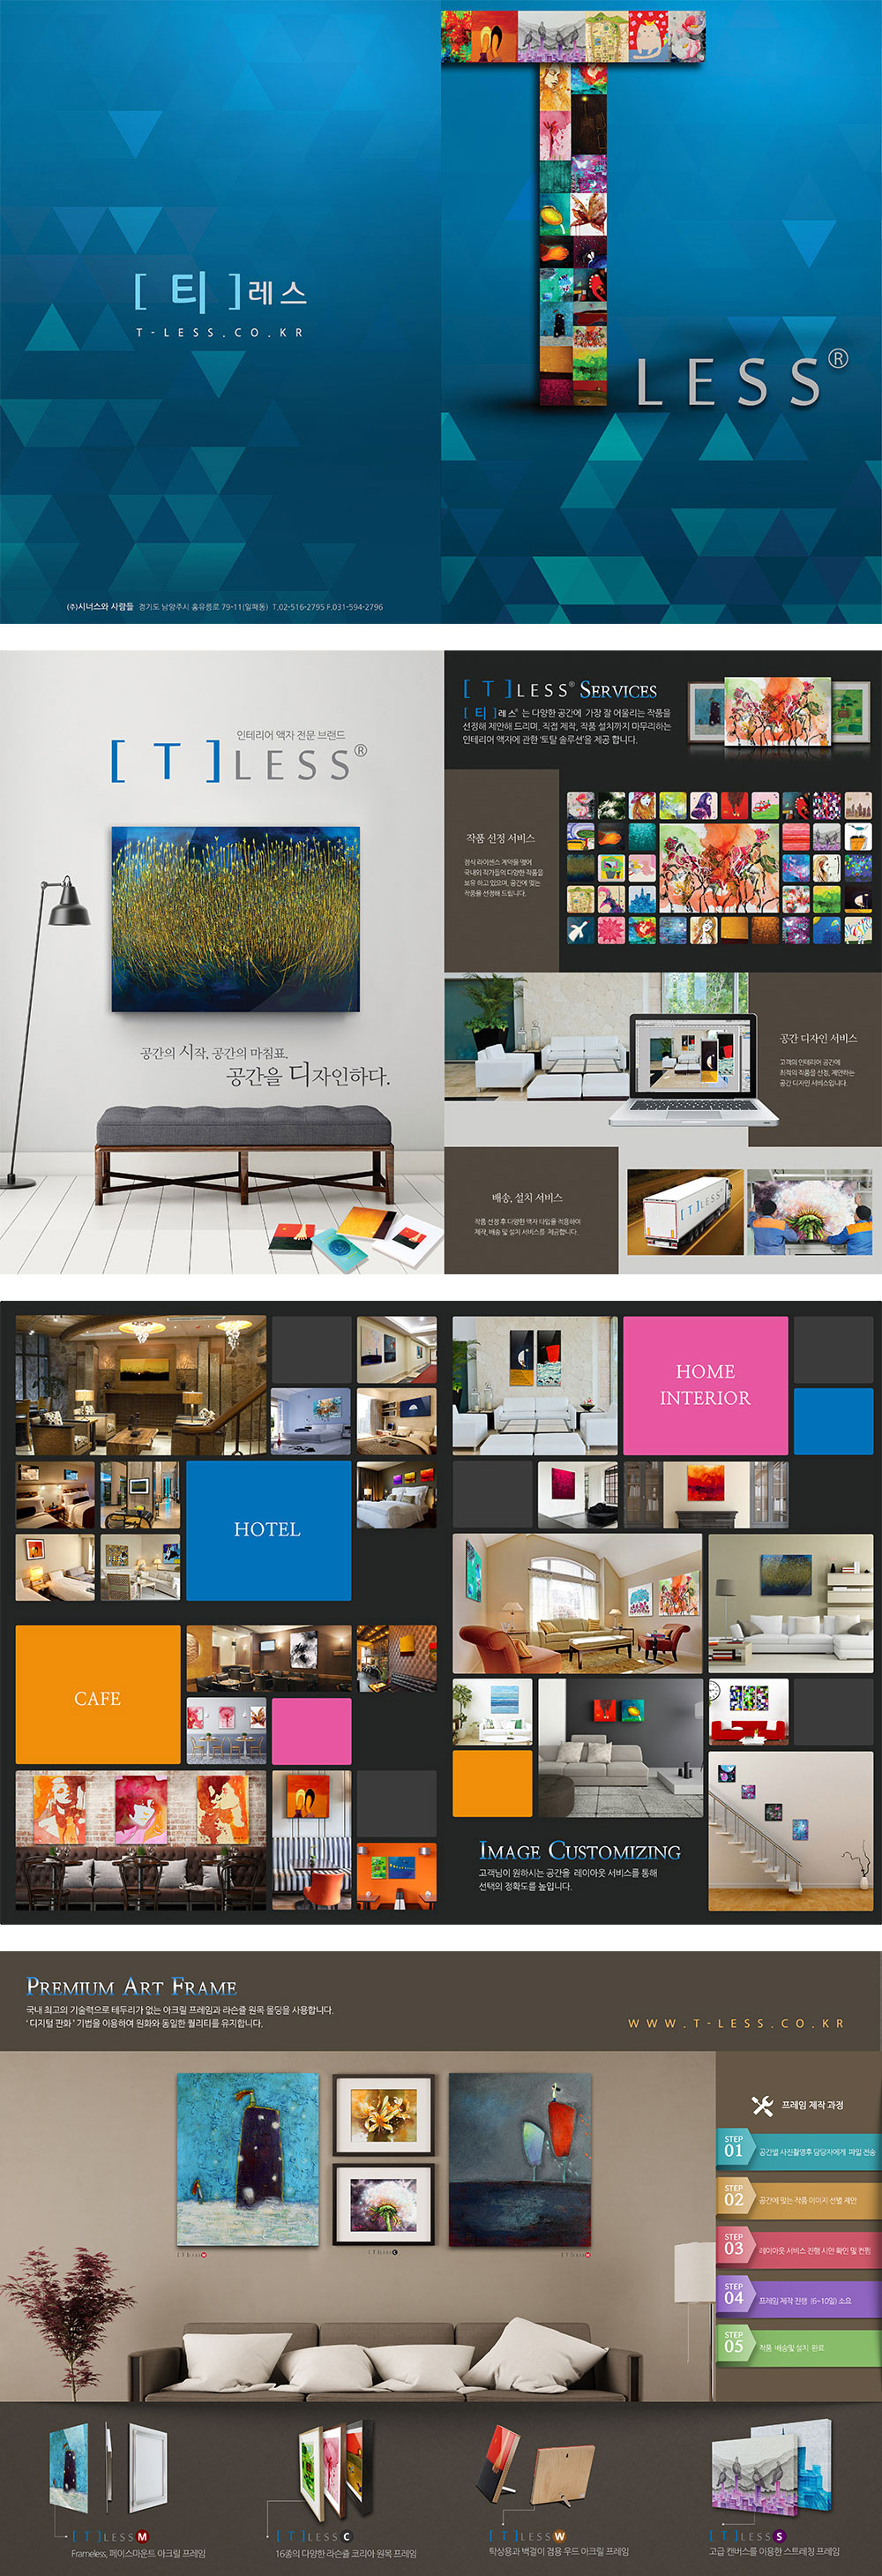 [ 티 ]레스
T-LESS.CO.KR
T LESS®
(주)시너스와 사람들 경기도 남양주시 홍유릉로 79-11(일패동) T.02-516-2795 F.031-594-2796
인테리어 액자 전문 브랜드
[ T ]LESS®
공간의 시작, 공간의 마침표.
공간을 디자인하다.
[ T ]LESS® SERVICES
[ 티 ]레스® 는 다양한 공간에 가장 잘 어울리는 작품을
선정해 제안해 드리며, 직접 제작, 작품 설치까지 마무리하는
인테리어 액자에 관한 '토탈 솔루션'을 제공 합니다.
작품 선정 서비스
정식 라이센스 계약을 맺어
국내외 작가들의 다양한 작품을
보유 하고 있으며, 공간에 맞는
작품을 선정해 드립니다.
공간 디자인 서비스
고객의 인테리어 공간에
최적의 작품을 선정, 제안하는
공간 디자인 서비스입니다.
배송, 설치 서비스
작품 선정 후 다양한 액자 타입을 적용하여
제작, 배송 및 설치 서비스를 제공합니다.
[ T ]LESS®
HOME
INTERIOR
HOTEL
CAFE
IMAGE CUSTOMIZING
고객님이 원하시는 공간을 레이아웃 서비스를 통해
선택의 정확도를 높입니다.
PREMIUM ART FRAME
국내 최고의 기술력으로 테두리가 없는 아크릴 프레임과 라슨쥴 원목 몰딩을 사용합니다.
'디지털 판화' 기법을 이용하여 원화와 동일한 퀄리티를 유지합니다.
WWW.T-LESS.CO.KR
프레임 제작 과정
STEP 01 공간별 사진촬영후 담당자에게 파일 전송
STEP 02 공간에 맞는 작품 이미지 선별 제안
STEP 03 레이아웃 서비스 진행 시안 확인 및 컨펌
STEP 04 프레임 제작 진행 (6~10일) 소요
STEP 05 작품 배송및 설치 완료
[ T ]LESS M
[ T ]LESS C
[ T ]LESS M
[ T ]LESS M
Frameless, 페이스마운트 아크릴 프레임
[ T ]LESS C
16종의 다양한 라슨쥴 코리아 원목 프레임
[ T ]LESS W
탁상용과 벽걸이 겸용 우드 아크릴 프레임
[ T ]LESS S
고급 캔버스를 이용한 스트레칭 프레임